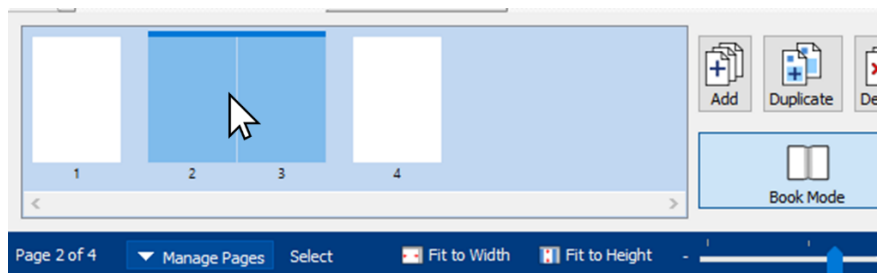 Add Duplicate De
1 2 3 4
Book Mode
Page 2 of 4 Manage Pages Select Fit to Width Fit to Height -